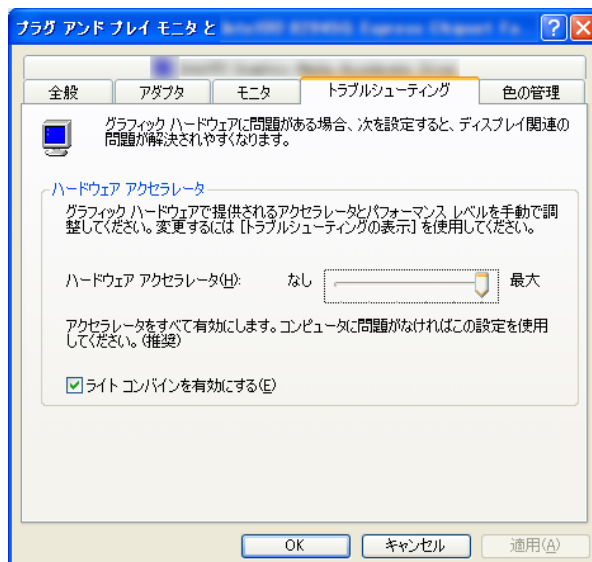 プラグ アンド プレイ モニタ と
全般
アダプタ
モニタ
トラブルシューティング
色の管理
グラフィック ハードウェアに問題がある場合、次を設定すると、ディスプレイ関連の
問題が解決されやすくなります。
ハードウェア アクセラレータ
グラフィック ハードウェアで提供されるアクセラレータとパフォーマンス レベルを手動で調
整してください。変更するには [トラブルシューティングの表示] を使用してください。
ハードウェア アクセラレータ(H): なし 最大
アクセラレータをすべて有効にします。コンピュータに問題がなければこの設定を使用
してください。(推奨)
ライト コンバインを有効にする(E)
OK キャンセル 適用(A)